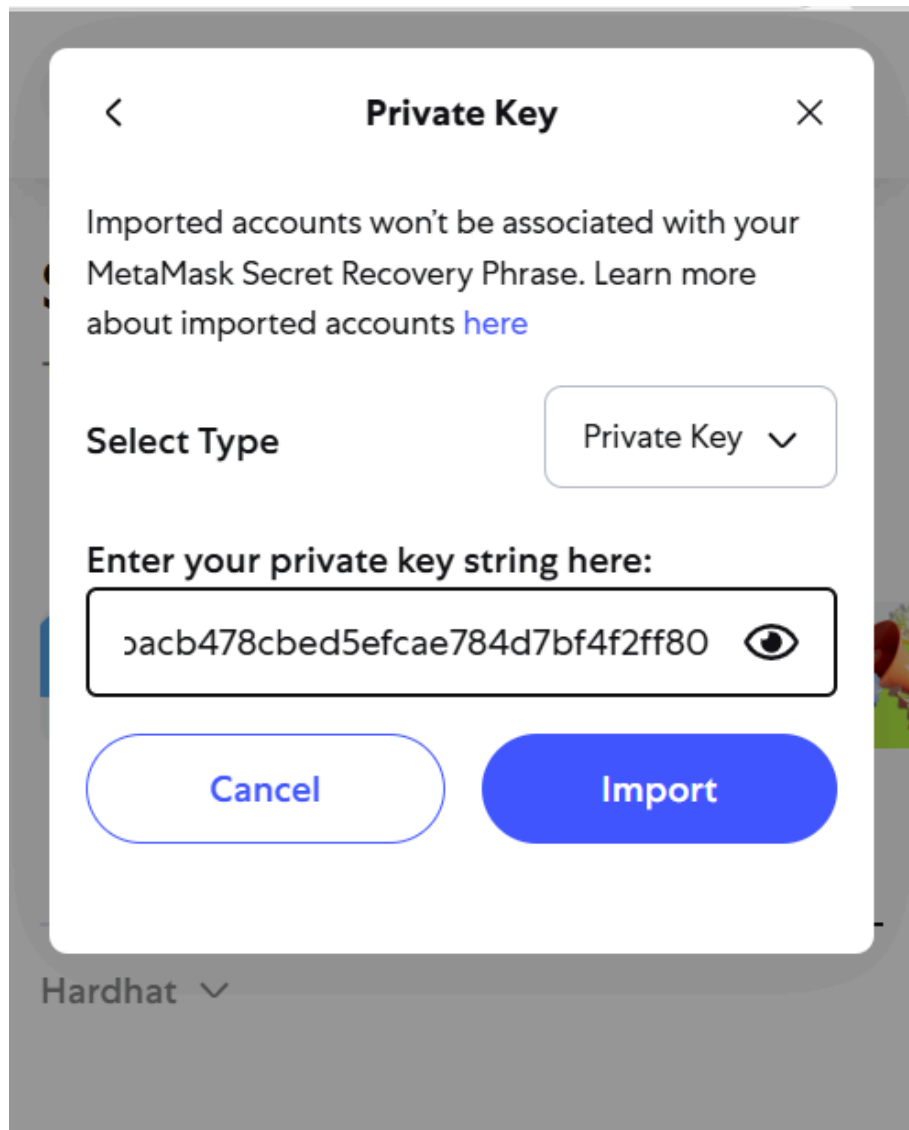 Private Key
Imported accounts won't be associated with your
MetaMask Secret Recovery Phrase. Learn more
about imported accounts here
Select Type
Private Key
Enter your private key string here:
acb478cbed5efcae784d7bf4f2ff80
Cancel
Import
Hardhat